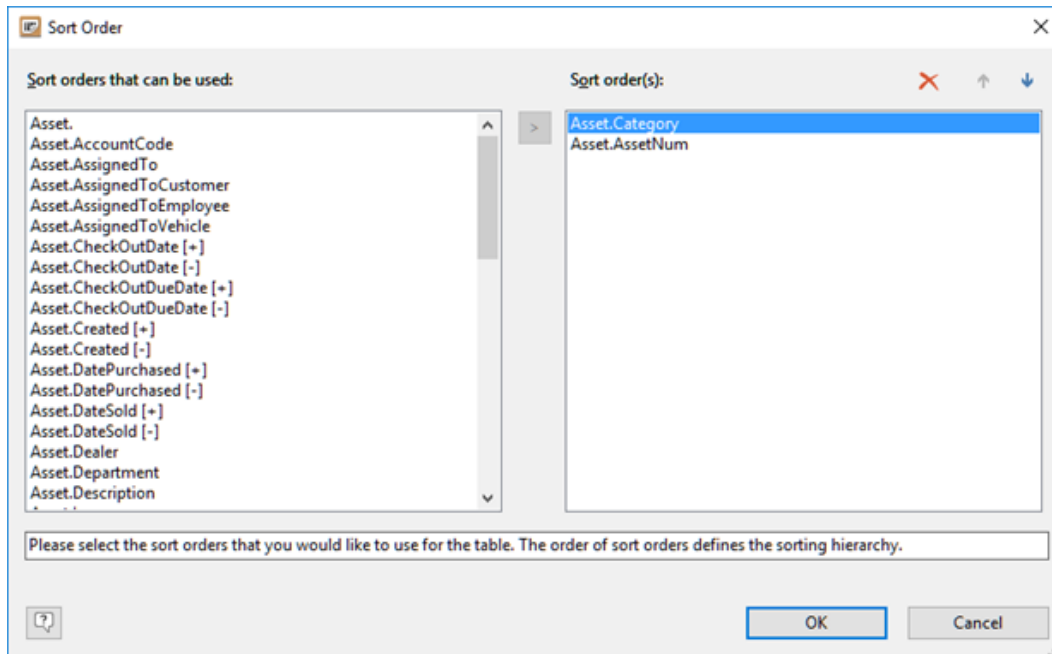 Sort Order
Sort orders that can be used:
Sort order(s):
Asset.
Asset.AccountCode
Asset.AssignedTo
Asset.AssignedToCustomer
Asset.AssignedToEmployee
Asset.AssignedToVehicle
Asset.CheckOutDate [+]
Asset.CheckOutDate [-]
Asset.CheckOutDueDate [+]
Asset.CheckOutDueDate [-]
Asset.Created [+]
Asset.Created [-]
Asset.DatePurchased [+]
Asset.DatePurchased [-]
Asset.DateSold [+]
Asset.DateSold [-]
Asset.Dealer
Asset.Department
Asset.Description
>
Asset.Category
Asset.AssetNum
Please select the sort orders that you would like to use for the table. The order of sort orders defines the sorting hierarchy.
?
OK
Cancel